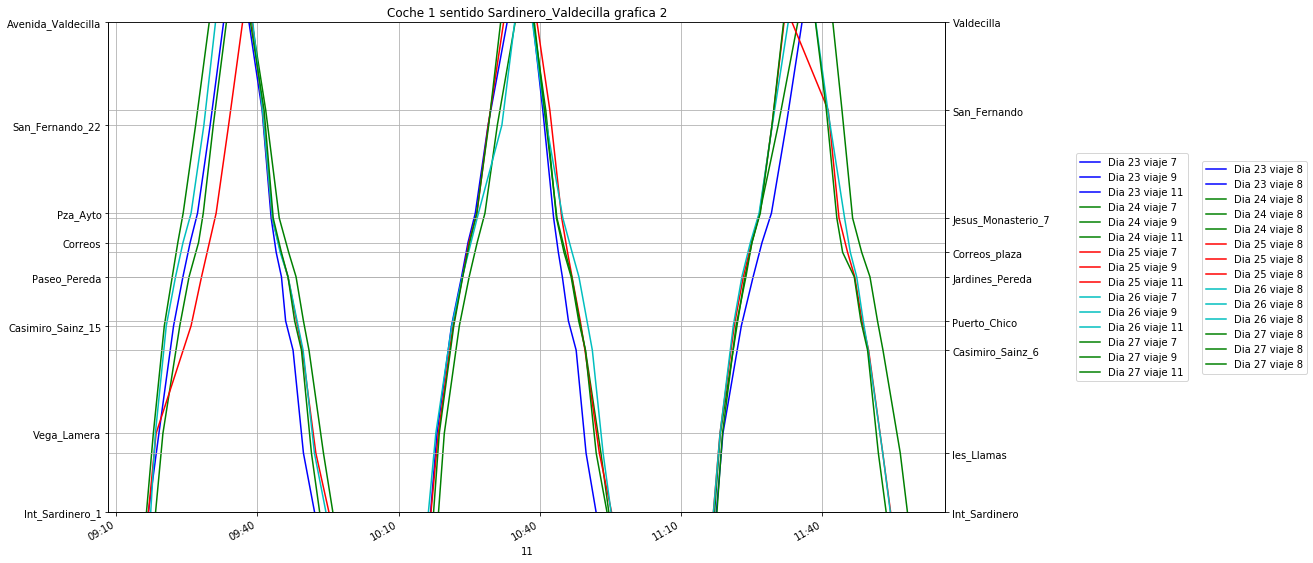 Coche 1 sentido Sardinero_Valdecilla grafica 2
Avenida_Valdecilla
San_Fernando_22
Pza_Ayto
Correos
Paseo_Pereda
Casimiro_Sainz_15
Vega_Lamera
Int_Sardinero_1
Valdecilla
San_Fernando
Jesus_Monasterio_7
Correos_plaza
Jardines_Pereda
Puerto_Chico
Casimiro_Sainz_6
Ies_Llamas
Int_Sardinero
09:10
09:40
10:10
10:40
11:10
11:40
11
Dia 23 viaje 7
Dia 23 viaje 9
Dia 23 viaje 11
Dia 24 viaje 7
Dia 24 viaje 9
Dia 24 viaje 11
Dia 25 viaje 7
Dia 25 viaje 9
Dia 25 viaje 11
Dia 26 viaje 7
Dia 26 viaje 9
Dia 26 viaje 11
Dia 27 viaje 7
Dia 27 viaje 9
Dia 27 viaje 11
Dia 23 viaje 8
Dia 23 viaje 8
Dia 24 viaje 8
Dia 24 viaje 8
Dia 24 viaje 8
Dia 25 viaje 8
Dia 25 viaje 8
Dia 25 viaje 8
Dia 26 viaje 8
Dia 26 viaje 8
Dia 26 viaje 8
Dia 27 viaje 8
Dia 27 viaje 8
Dia 27 viaje 8